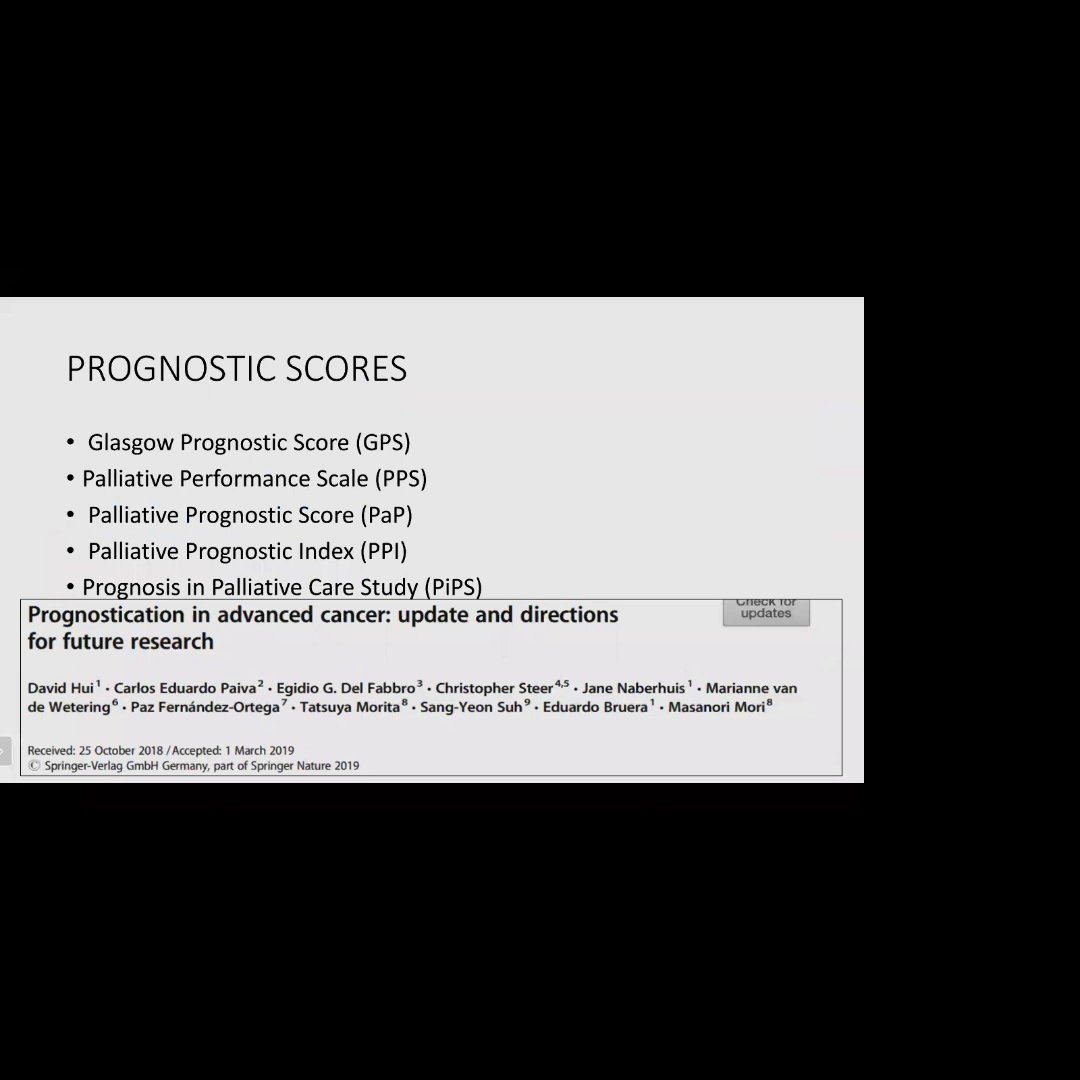 PROGNOSTIC SCORES
• Glasgow Prognostic Score (GPS)
• Palliative Performance Scale (PPS)
• Palliative Prognostic Score (PaP)
• Palliative Prognostic Index (PPI)
• Prognosis in Palliative Care Study (PiPS)
Check for
updates
Prognostication in advanced cancer: update and directions
for future research
David Hui¹ · Carlos Eduardo Paiva² · Egidio G. Del Fabbro³ · Christopher Steer⁴,⁵ · Jane Naberhuis¹ · Marianne van
de Wetering⁶ · Paz Fernández-Ortega⁷ · Tatsuya Morita⁸ · Sang-Yeon Suh⁹ · Eduardo Bruera¹ · Masanori Mori⁸
Received: 25 October 2018 / Accepted: 1 March 2019
© Springer-Verlag GmbH Germany, part of Springer Nature 2019